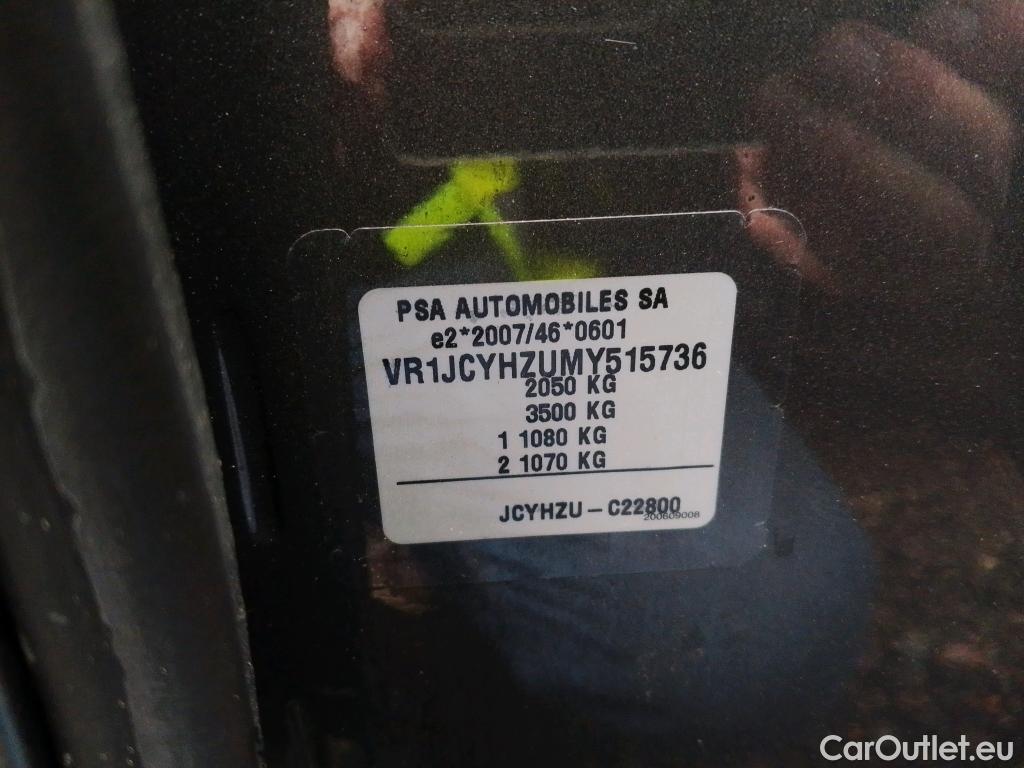 PSA AUTOMOBILES SA
e2*2007/46*0601
VR1JCYHZUMY515736
2050 KG
3500 KG
1 1080 KG
2 1070 KG
JCYHZU – C22800
200609008
CarOutlet.eu